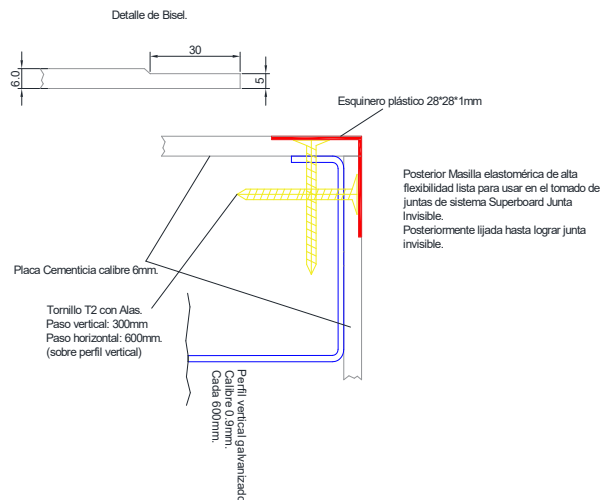 Detalle de Bisel.
30
6.0
5
Esquinero plástico 28*28*1mm
Posterior Masilla elastomérica de alta
flexibilidad lista para usar en el tomado de
juntas de sistema Superboard Junta
Invisible.
Posteriormente lijada hasta lograr junta
invisible.
Placa Cementicia calibre 6mm.
Tornillo T2 con Alas.
Paso vertical: 300mm
Paso horizontal: 600mm.
(sobre perfil vertical)
Perfil vertical galvanizado
Calibre 0.9mm.
Cada 600mm.